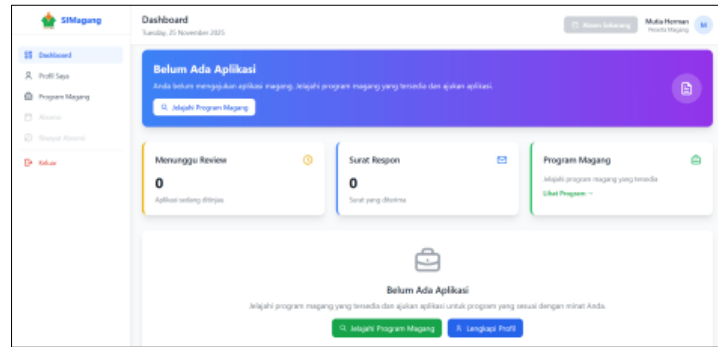 SIMagang
Dashboard
Tuesday, 25 November 2025
Absen Sekarang
Mutia Herman
Peserta Magang
M
Dashboard
Profil Saya
Program Magang
Absensi
Riwayat Absensi
Keluar
Belum Ada Aplikasi
Anda belum mengajukan aplikasi magang. Jelajahi program magang yang tersedia dan ajukan aplikasi.
Jelajahi Program Magang
Menunggu Review
0
Aplikasi sedang ditinjau
Surat Respon
0
Surat yang diterima
Program Magang
Jelajahi program magang yang tersedia
Lihat Program →
Belum Ada Aplikasi
Jelajahi program magang yang tersedia dan ajukan aplikasi untuk program yang sesuai dengan minat Anda.
Jelajahi Program Magang
Lengkapi Profil